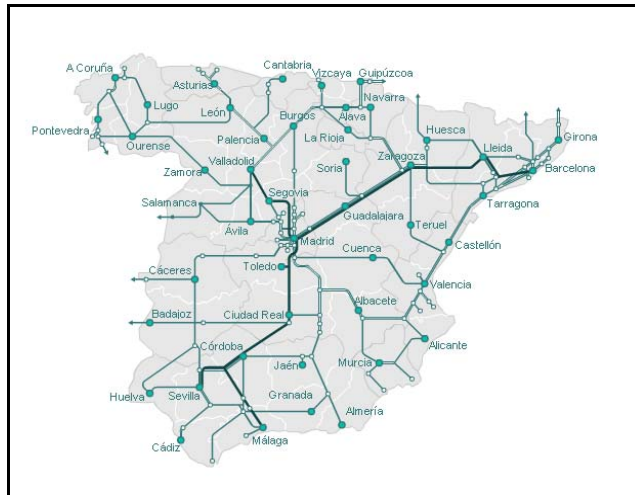 A Coruña
Asturias
Cantabria
Vizcaya
Guipúzcoa
Lugo
León
Burgos
Alava
Navarra
Pontevedra
Ourense
Palencia
La Rioja
Huesca
Lleida
Girona
Zamora
Valladolid
Soria
Zaragoza
Barcelona
Salamanca
Segovia
Guadalajara
Tarragona
Ávila
Madrid
Teruel
Castellón
Cáceres
Toledo
Cuenca
Valencia
Badajoz
Ciudad Real
Albacete
Alicante
Córdoba
Jaén
Murcia
Huelva
Sevilla
Granada
Almería
Cádiz
Málaga